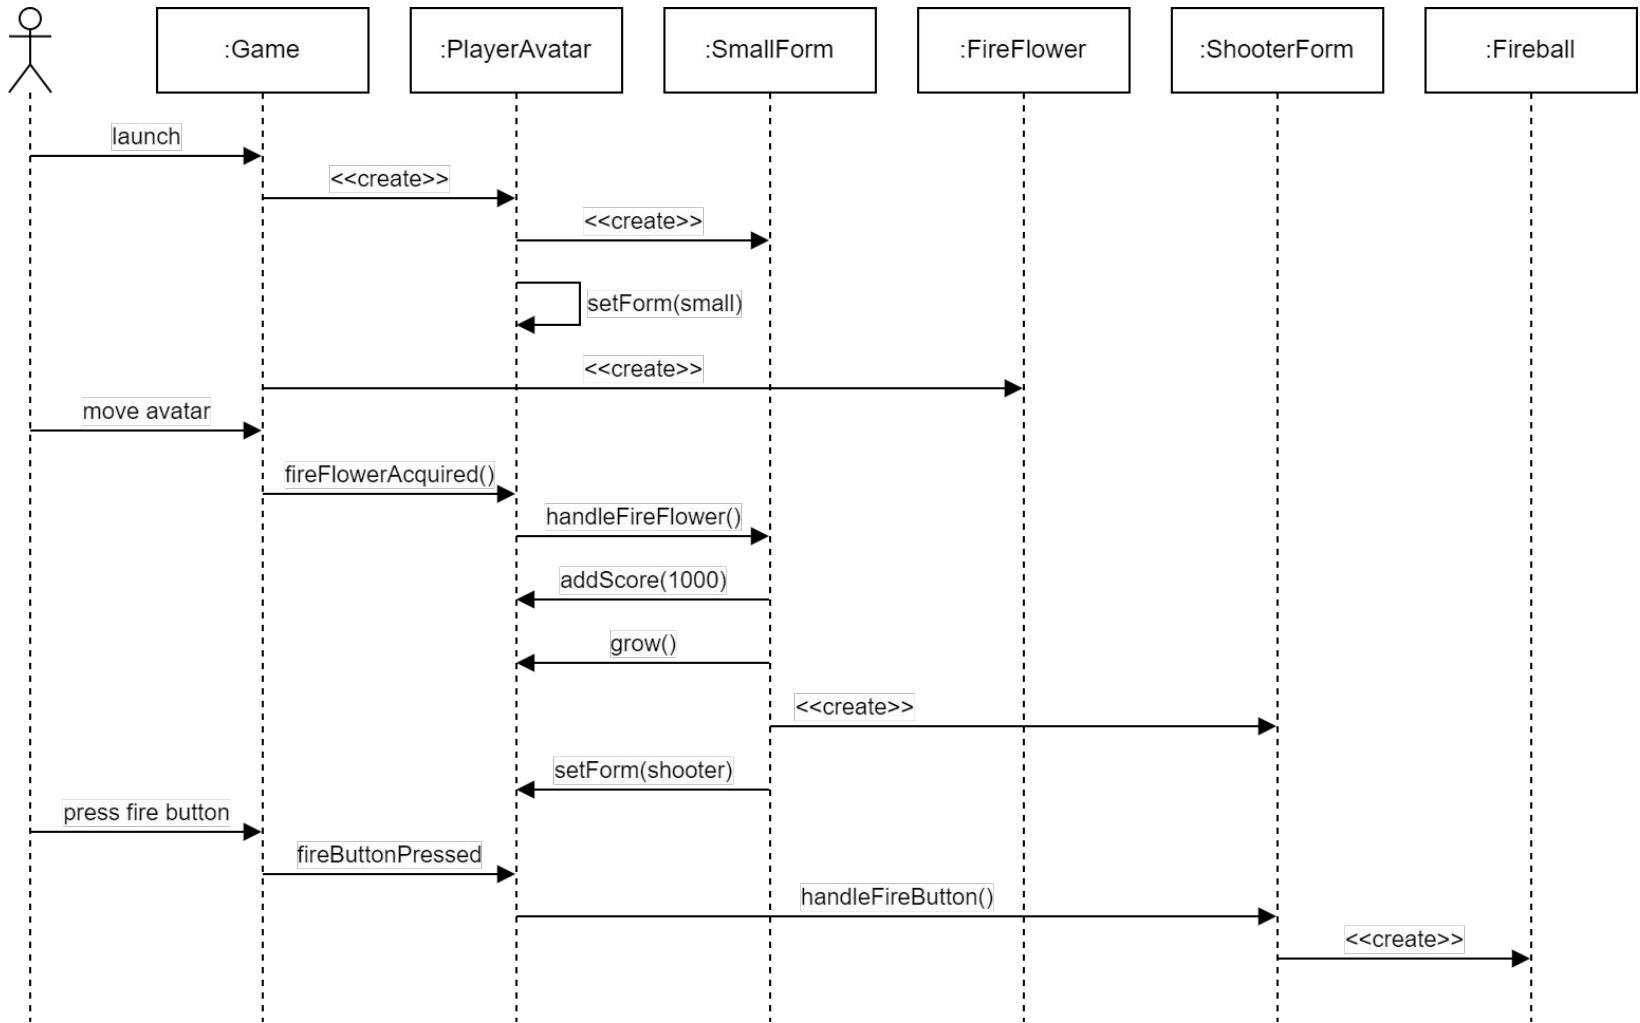 :Game
:PlayerAvatar
:SmallForm
:FireFlower
:ShooterForm
:Fireball
launch
<<create>>
<<create>>
setForm(small)
<<create>>
move avatar
fireFlowerAcquired()
handleFireFlower()
addScore(1000)
grow()
<<create>>
setForm(shooter)
press fire button
fireButtonPressed
handleFireButton()
<<create>>